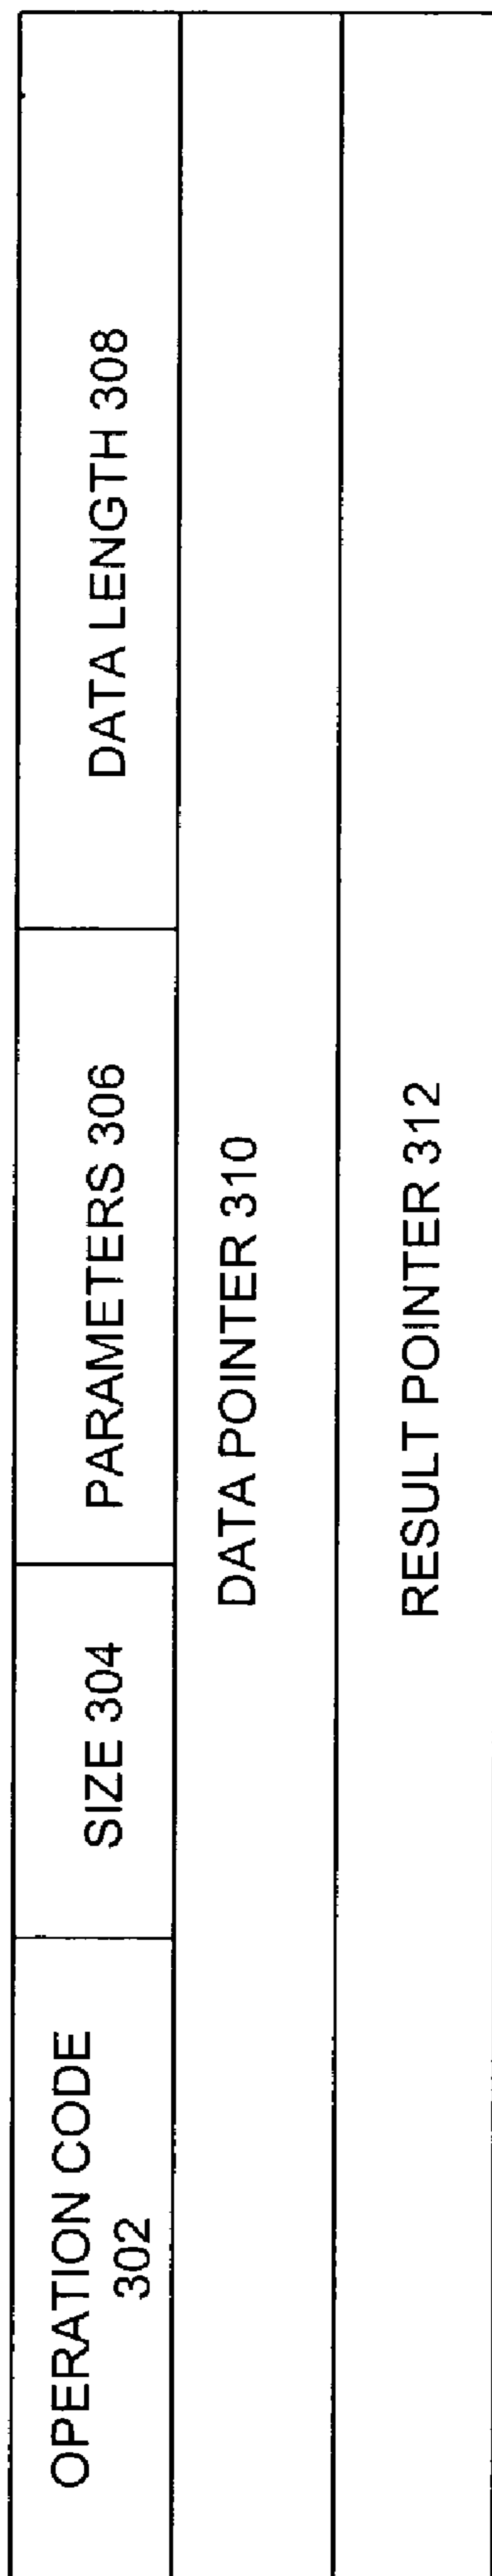 OPERATION CODE
302
SIZE 304
PARAMETERS 306
DATA LENGTH 308
DATA POINTER 310
RESULT POINTER 312